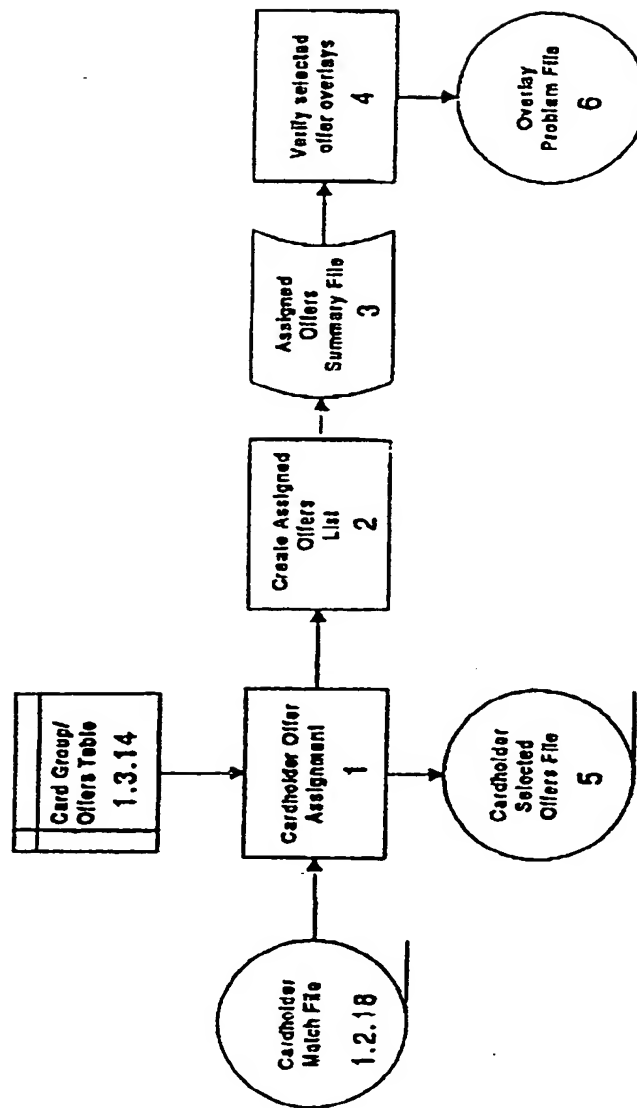 Card Group/
Offers Table
1.3.14
Cardholder
Match File
1.2.18
Cardholder Offer
Assignment
1
Create Assigned
Offers
List
2
Assigned
Offers
Summary File
3
Verify selected
offer overlays
4
Cardholder
Selected
Offers File
5
Overlay
Problem File
6